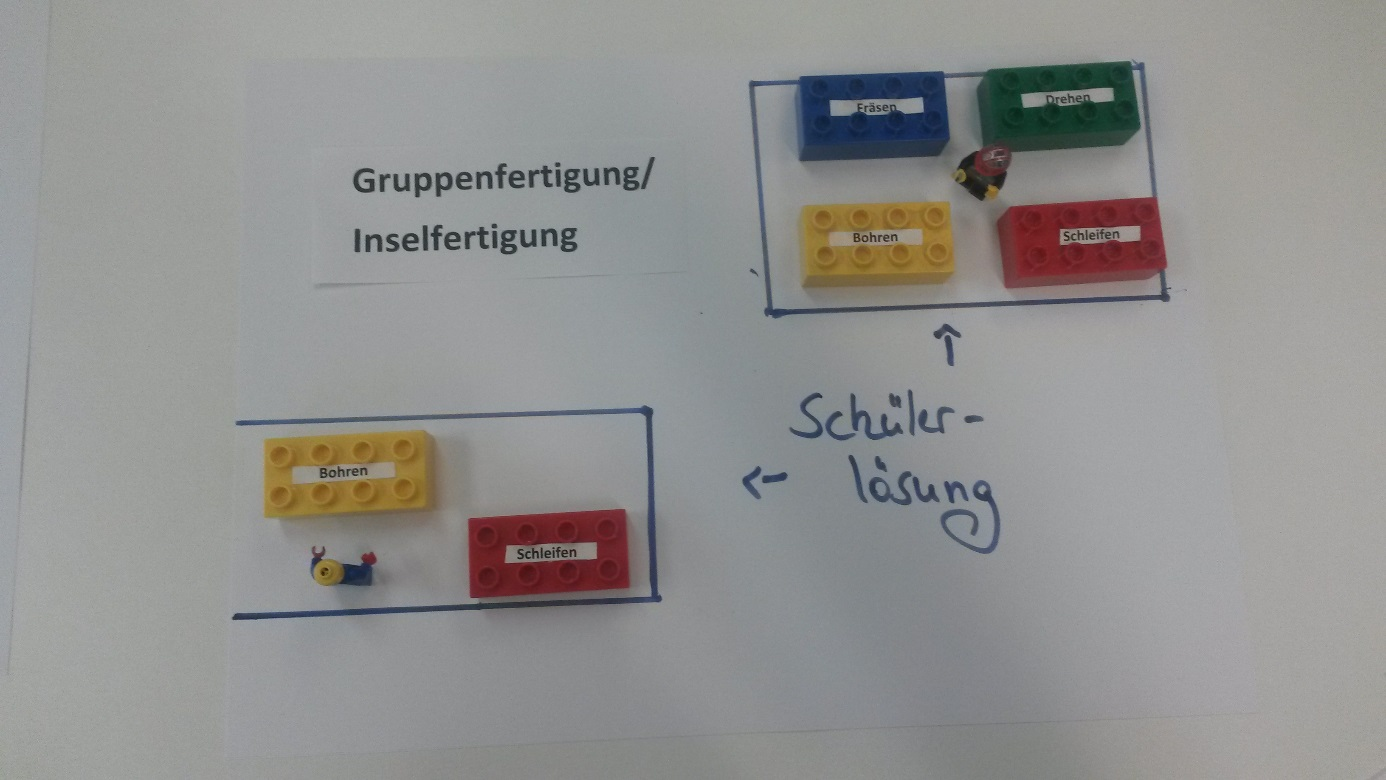 Gruppenfertigung/
Inselfertigung
Fräsen
Drehen
Bohren
Schleifen
Schüler-
lösung
Bohren
Schleifen